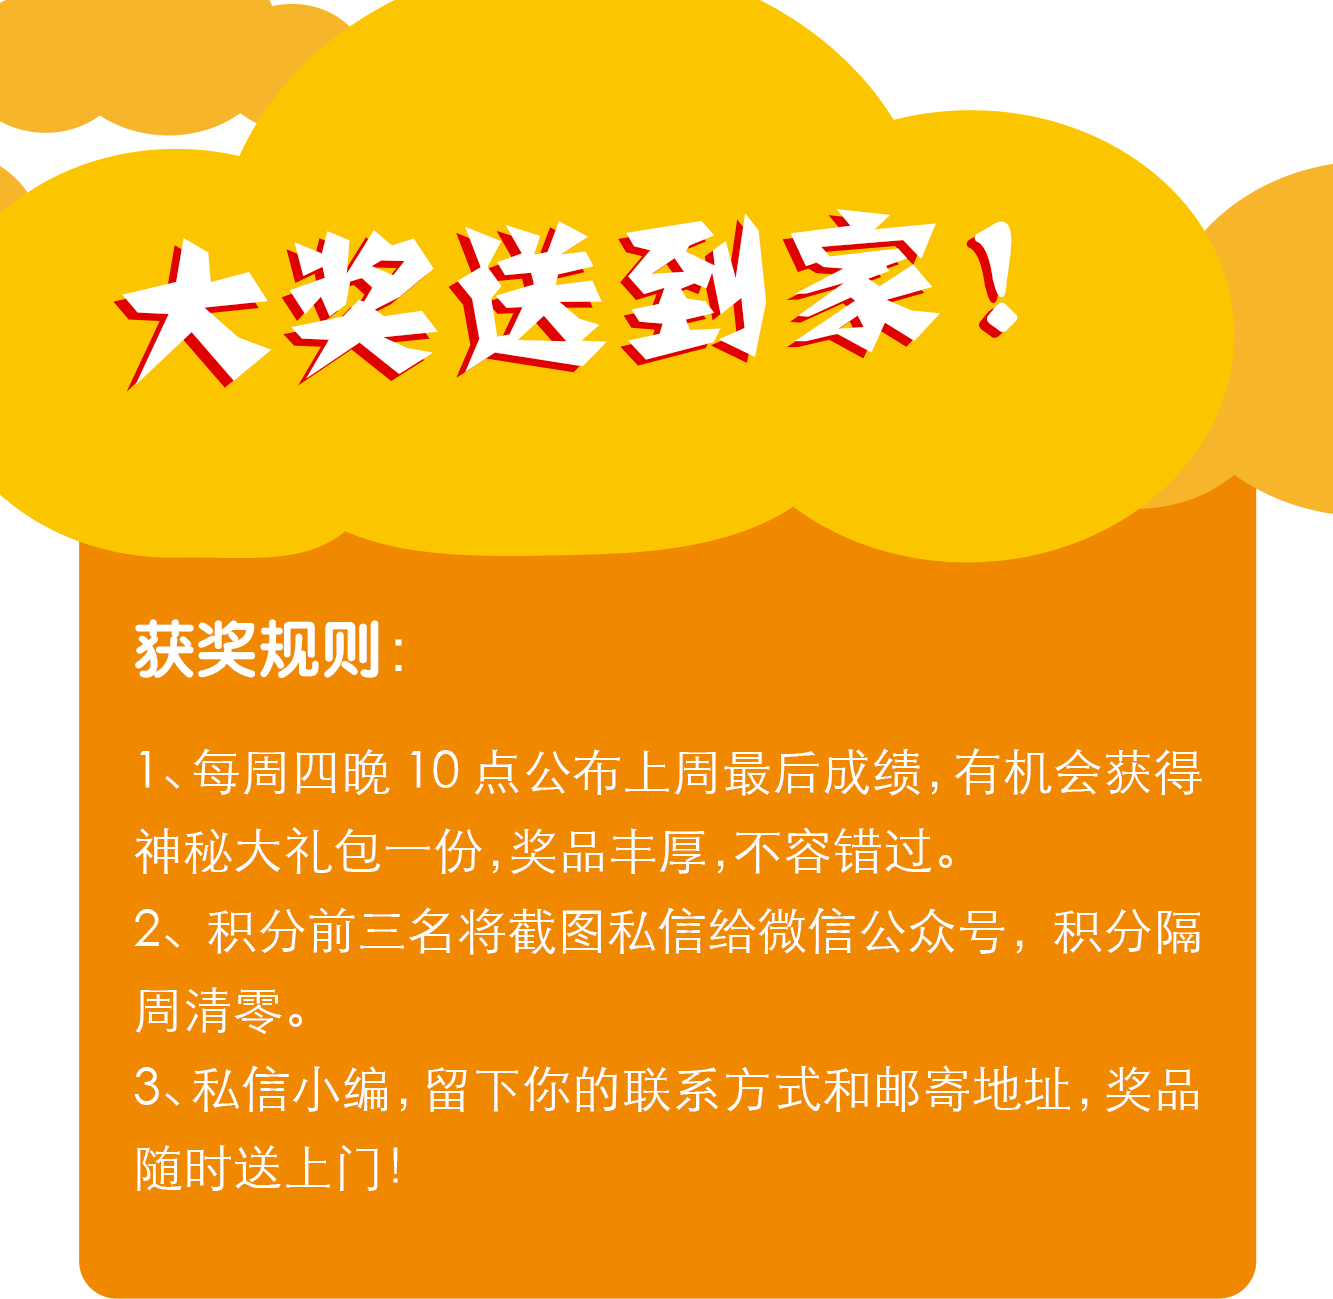 大奖送到家！
获奖规则：
1、每周四晚 10 点公布上周最后成绩，有机会获得
神秘大礼包一份，奖品丰厚，不容错过。
2、积分前三名将截图私信给微信公众号，积分隔
周清零。
3、私信小编，留下你的联系方式和邮寄地址，奖品
随时送上门！